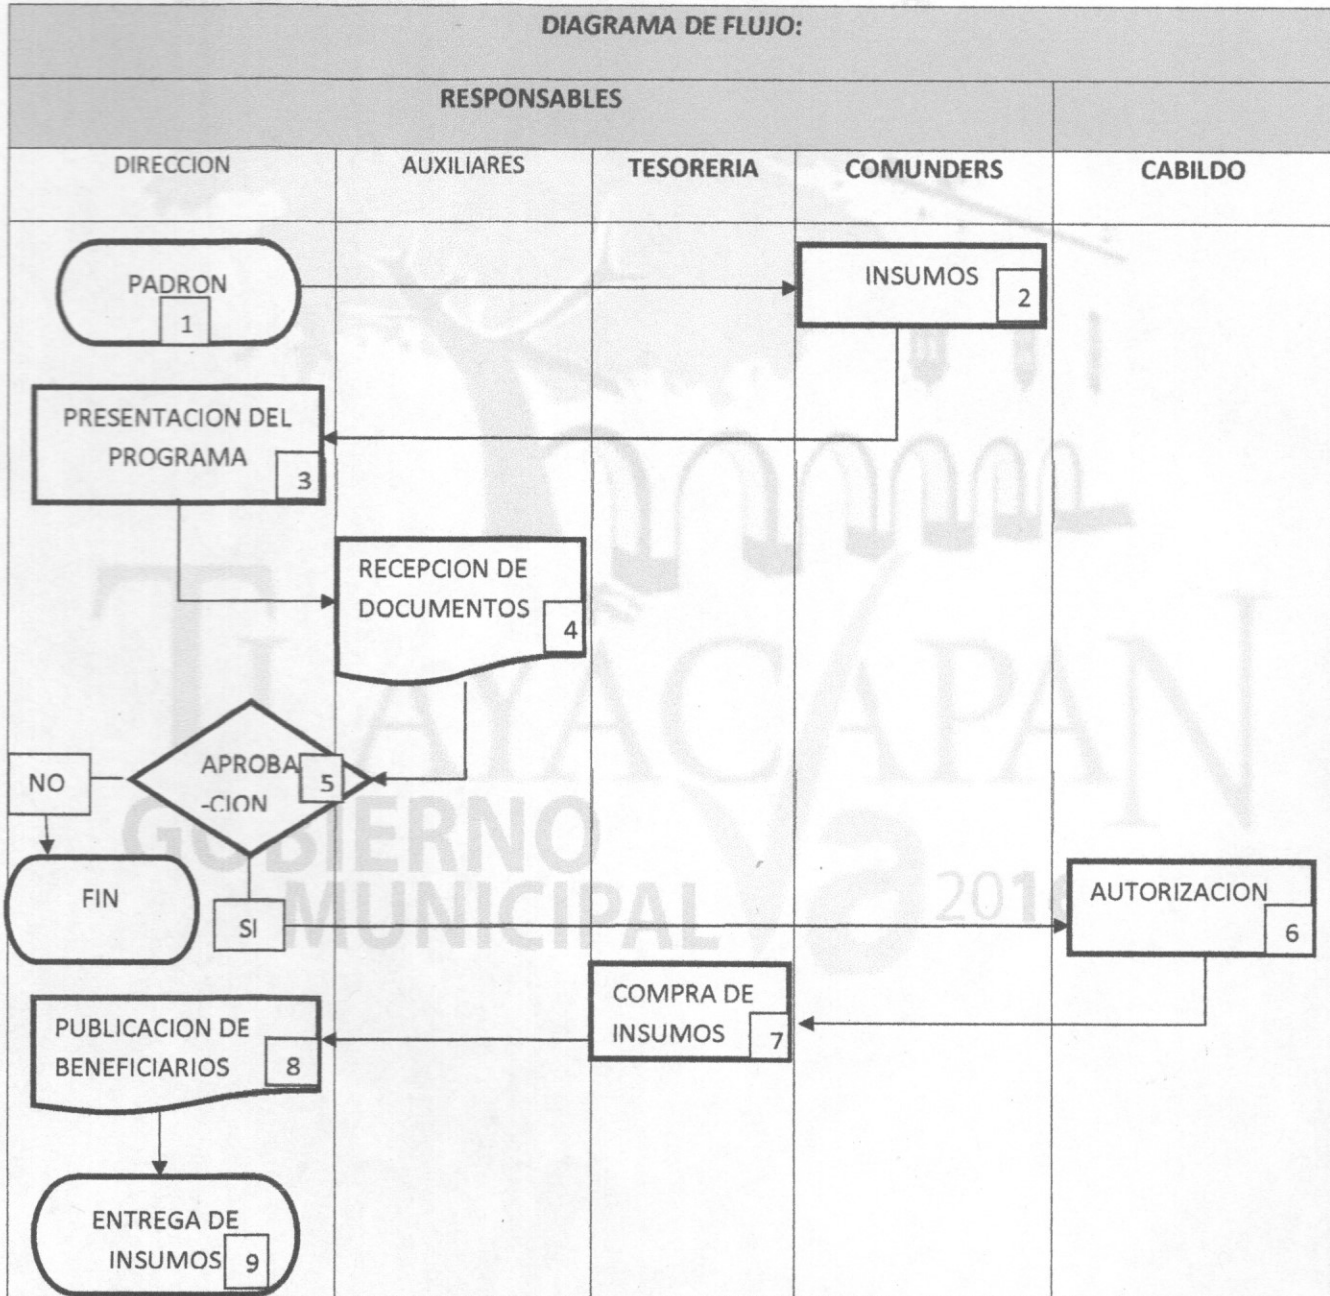 DIAGRAMA DE FLUJO:
RESPONSABLES
DIRECCION
AUXILIARES
TESORERIA
COMUNDERS
CABILDO
PADRON
1
INSUMOS
2
PRESENTACION DEL
PROGRAMA
3
RECEPCION DE
DOCUMENTOS
4
APROBA
-CION
5
NO
FIN
SI
AUTORIZACION
6
COMPRA DE
INSUMOS
7
PUBLICACION DE
BENEFICIARIOS
8
ENTREGA DE
INSUMOS
9
TLAYACAPAN
GOBIERNO
MUNICIPAL
Va